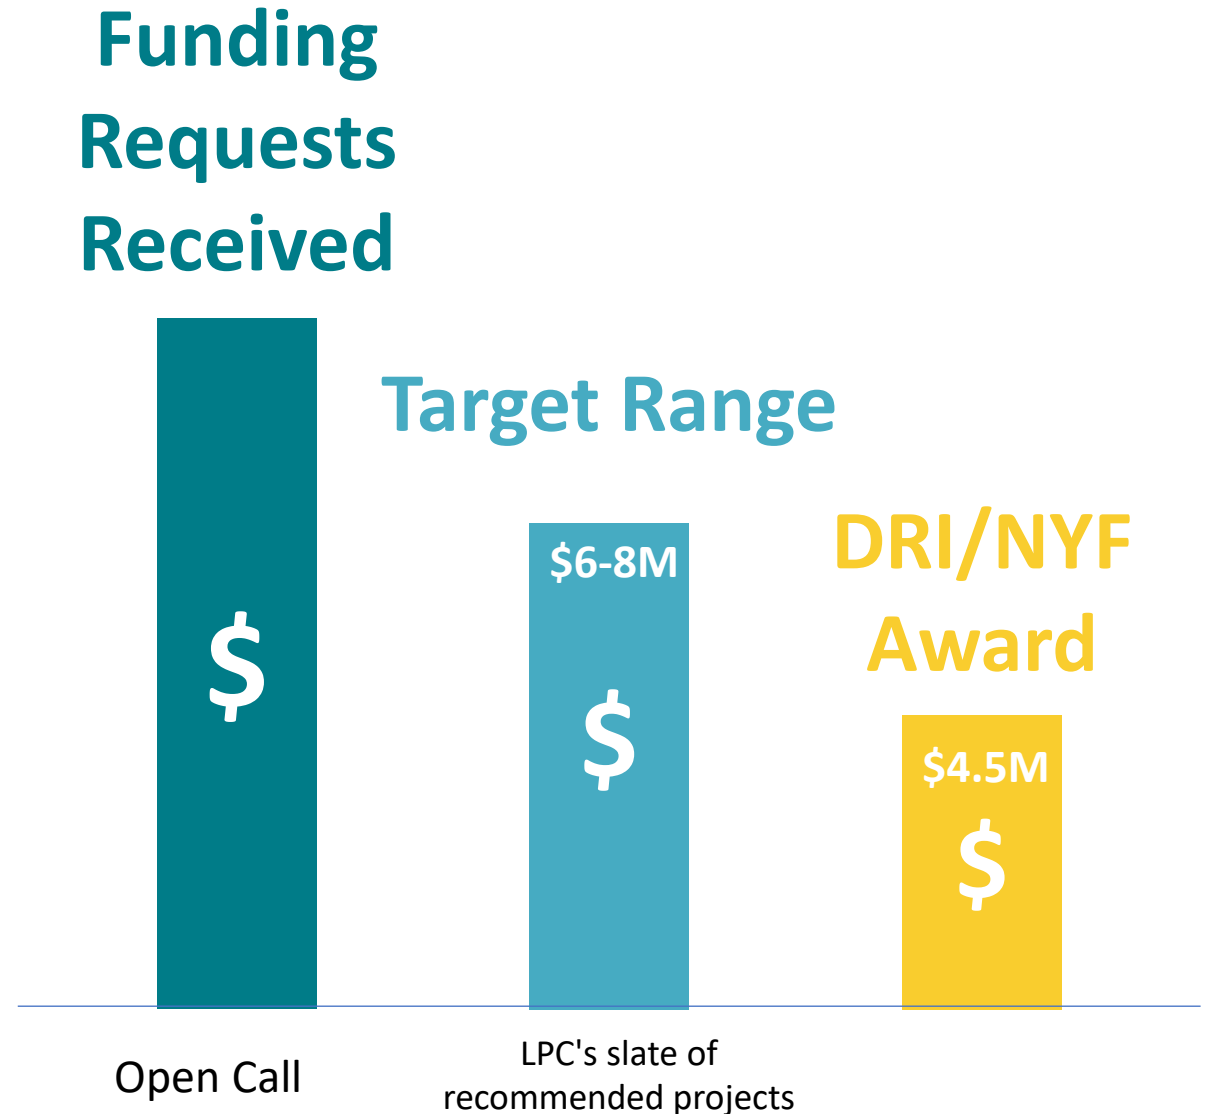 Funding
Requests
Received
Target Range
DRI/NYF
Award
$6-8M
$4.5M
$
$
$
Open Call
LPC's slate of
recommended projects